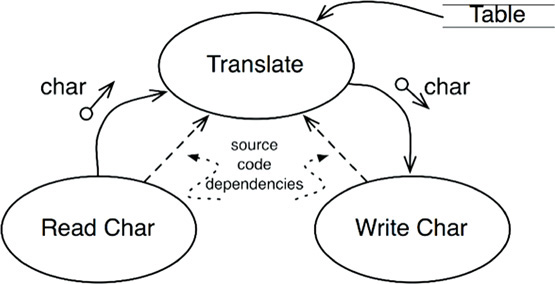 Table
Translate
char
char
source
code
dependencies
Read Char
Write Char